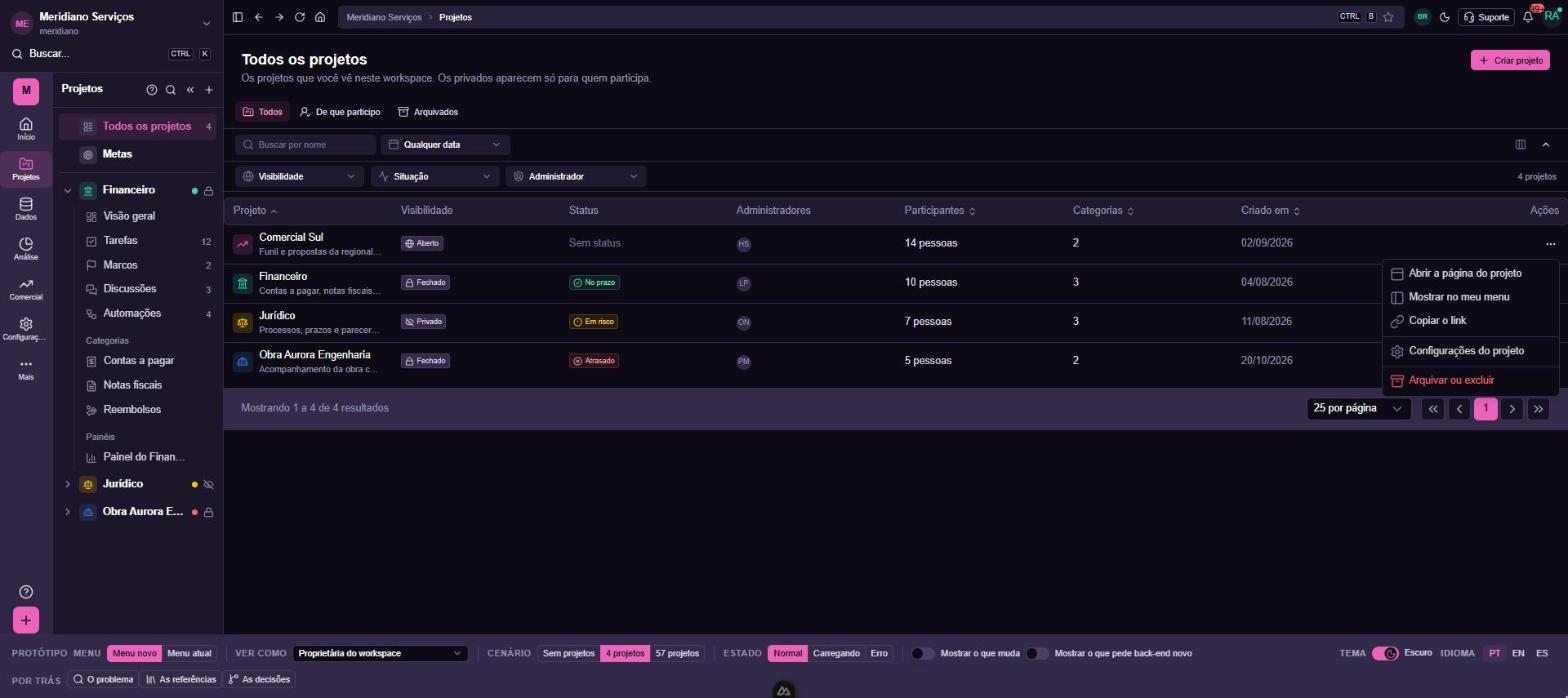 ME
Meridiano Serviços
meridiano
Buscar...
CTRL K
Meridiano Serviços > Projetos
CTRL B
BR
Suporte
99+
RA
M
Início
Projetos
Dados
Análise
Comercial
Configuraç...
Mais
Projetos
Todos os projetos 4
Metas
Financeiro
Visão geral
Tarefas 12
Marcos 2
Discussões 3
Automações 4
Categorias
Contas a pagar
Notas fiscais
Reembolsos
Painéis
Painel do Finan...
Jurídico
Obra Aurora E...
Todos os projetos
Os projetos que você vê neste workspace. Os privados aparecem só para quem participa.
Criar projeto
Todos De que participo Arquivados
Buscar por nome Qualquer data
Visibilidade Situação Administrador 4 projetos
Projeto Visibilidade Status Administradores Participantes Categorias Criado em Ações
Comercial Sul
Funil e propostas da regional...
Aberto Sem status HS 14 pessoas 2 02/09/2026
Financeiro
Contas a pagar, notas fiscais...
Fechado No prazo LP 10 pessoas 3 04/08/2026
Jurídico
Processos, prazos e parecer...
Privado Em risco ON 7 pessoas 3 11/08/2026
Obra Aurora Engenharia
Acompanhamento da obra c...
Fechado Atrasado PM 5 pessoas 2 20/10/2026
Abrir a página do projeto
Mostrar no meu menu
Copiar o link
Configurações do projeto
Arquivar ou excluir
Mostrando 1 a 4 de 4 resultados
25 por página
1
PROTÓTIPO MENU Menu novo Menu atual VER COMO Proprietária do workspace CENÁRIO Sem projetos 4 projetos 57 projetos ESTADO Normal Carregando Erro Mostrar o que muda Mostrar o que pede back-end novo TEMA Escuro IDIOMA PT EN ES
POR TRÁS O problema As referências As decisões